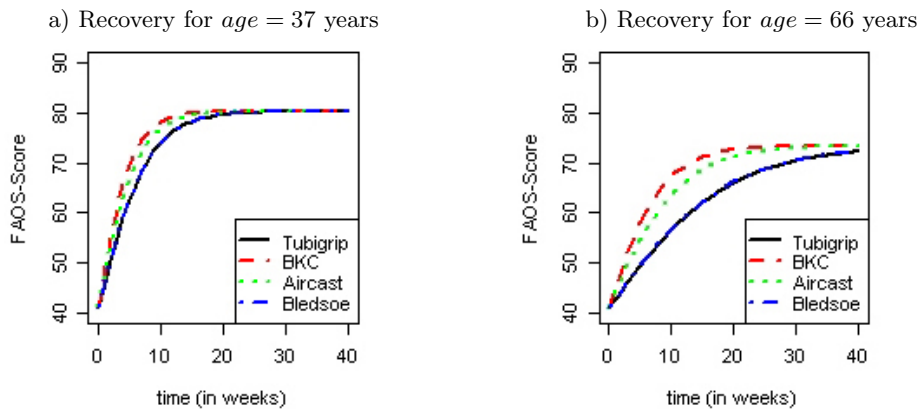 a) Recovery for age = 37 years
FAOS-Score
90
80
70
60
50
40
Tubigrip
BKC
Aircast
Bledsoe
0 10 20 30 40
time (in weeks)
b) Recovery for age = 66 years
FAOS-Score
90
80
70
60
50
40
Tubigrip
BKC
Aircast
Bledsoe
0 10 20 30 40
time (in weeks)